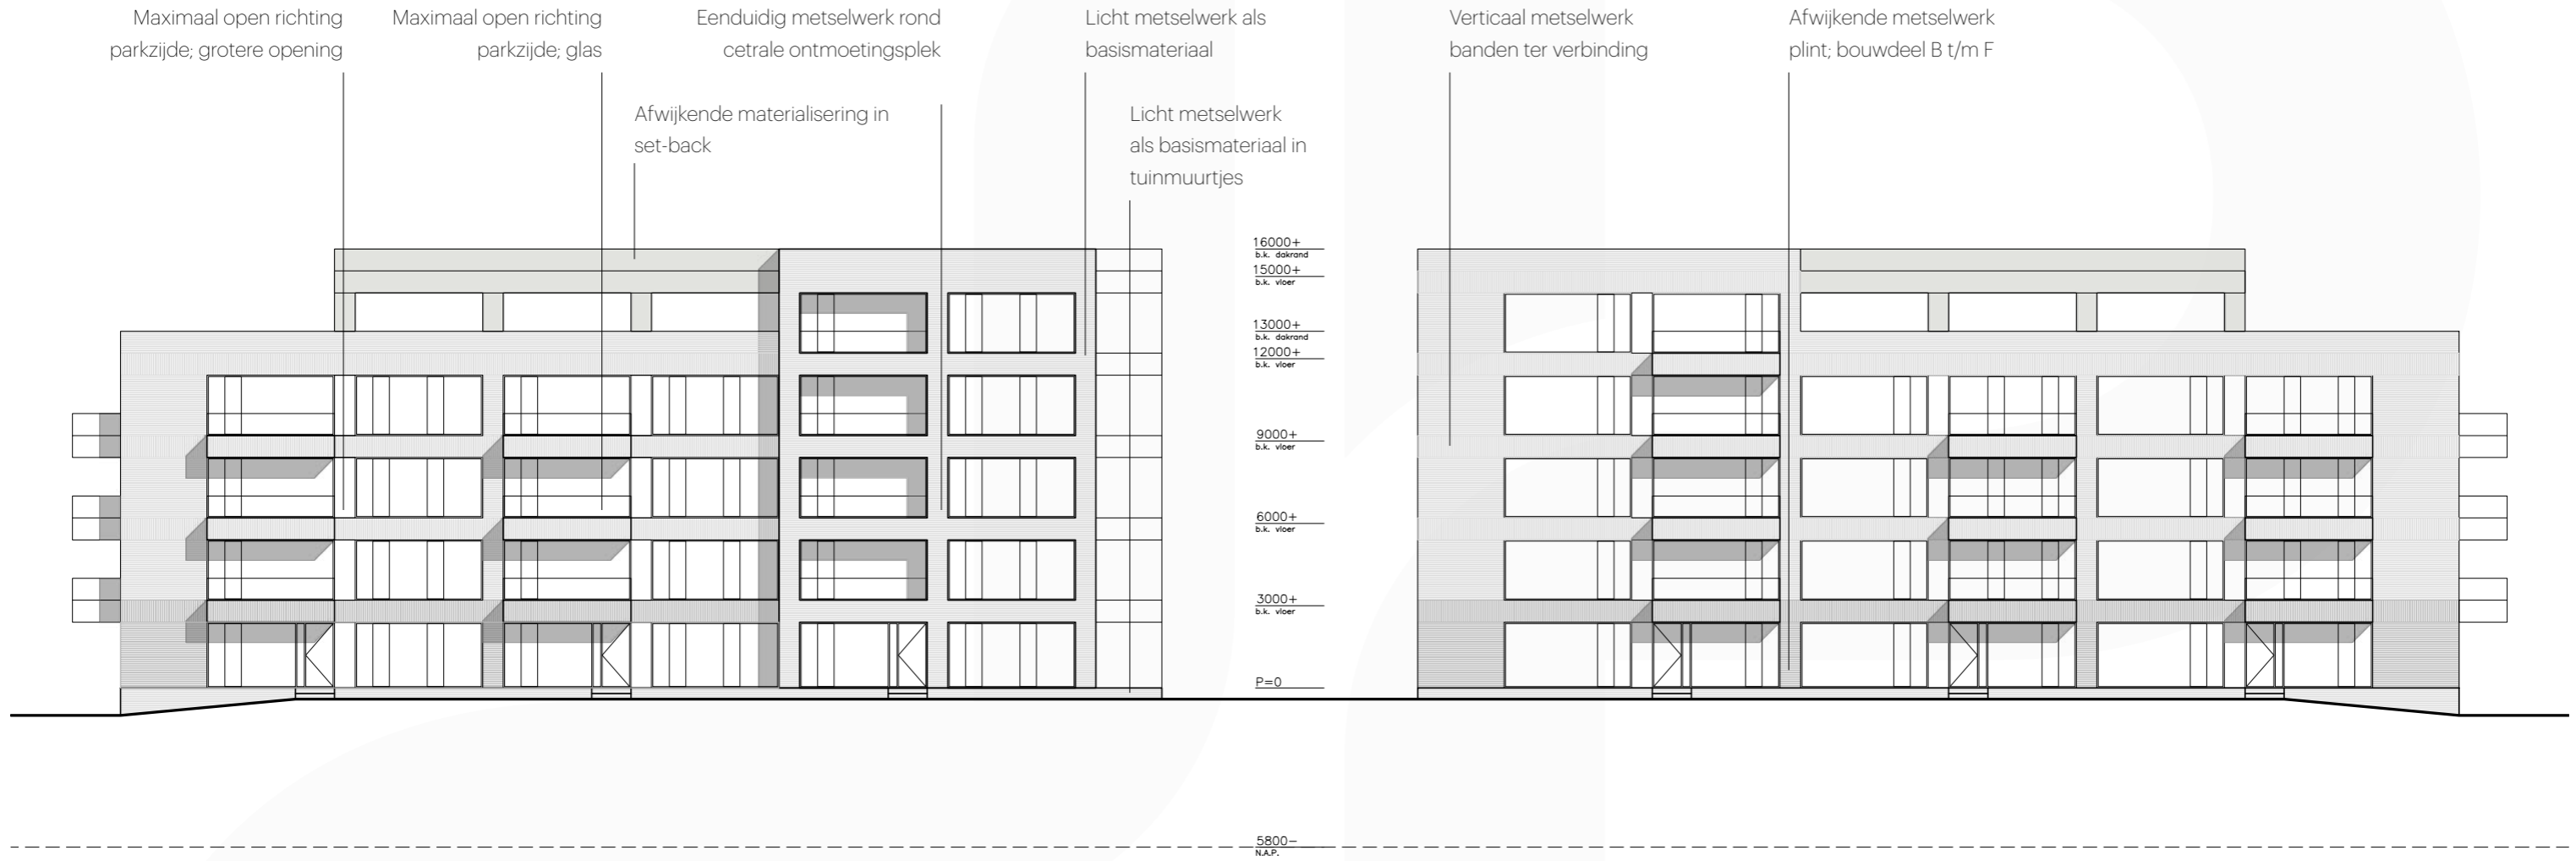 Maximaal open richting
parkzijde; grotere opening
Maximaal open richting
parkzijde; glas
Eenduidig metselwerk rond
cetrale ontmoetingsplek
Licht metselwerk als
basismateriaal
Verticaal metselwerk
banden ter verbinding
Afwijkende metselwerk
plint; bouwdeel B t/m F
Afwijkende materialisering in
set-back
Licht metselwerk
als basismateriaal in
tuinmuurtjes
16000+
b.k. dakrand
15000+
b.k. vloer
13000+
b.k. dakrand
12000+
b.k. vloer
9000+
b.k. vloer
6000+
b.k. vloer
3000+
b.k. vloer
P=0
5800-
N.A.P.